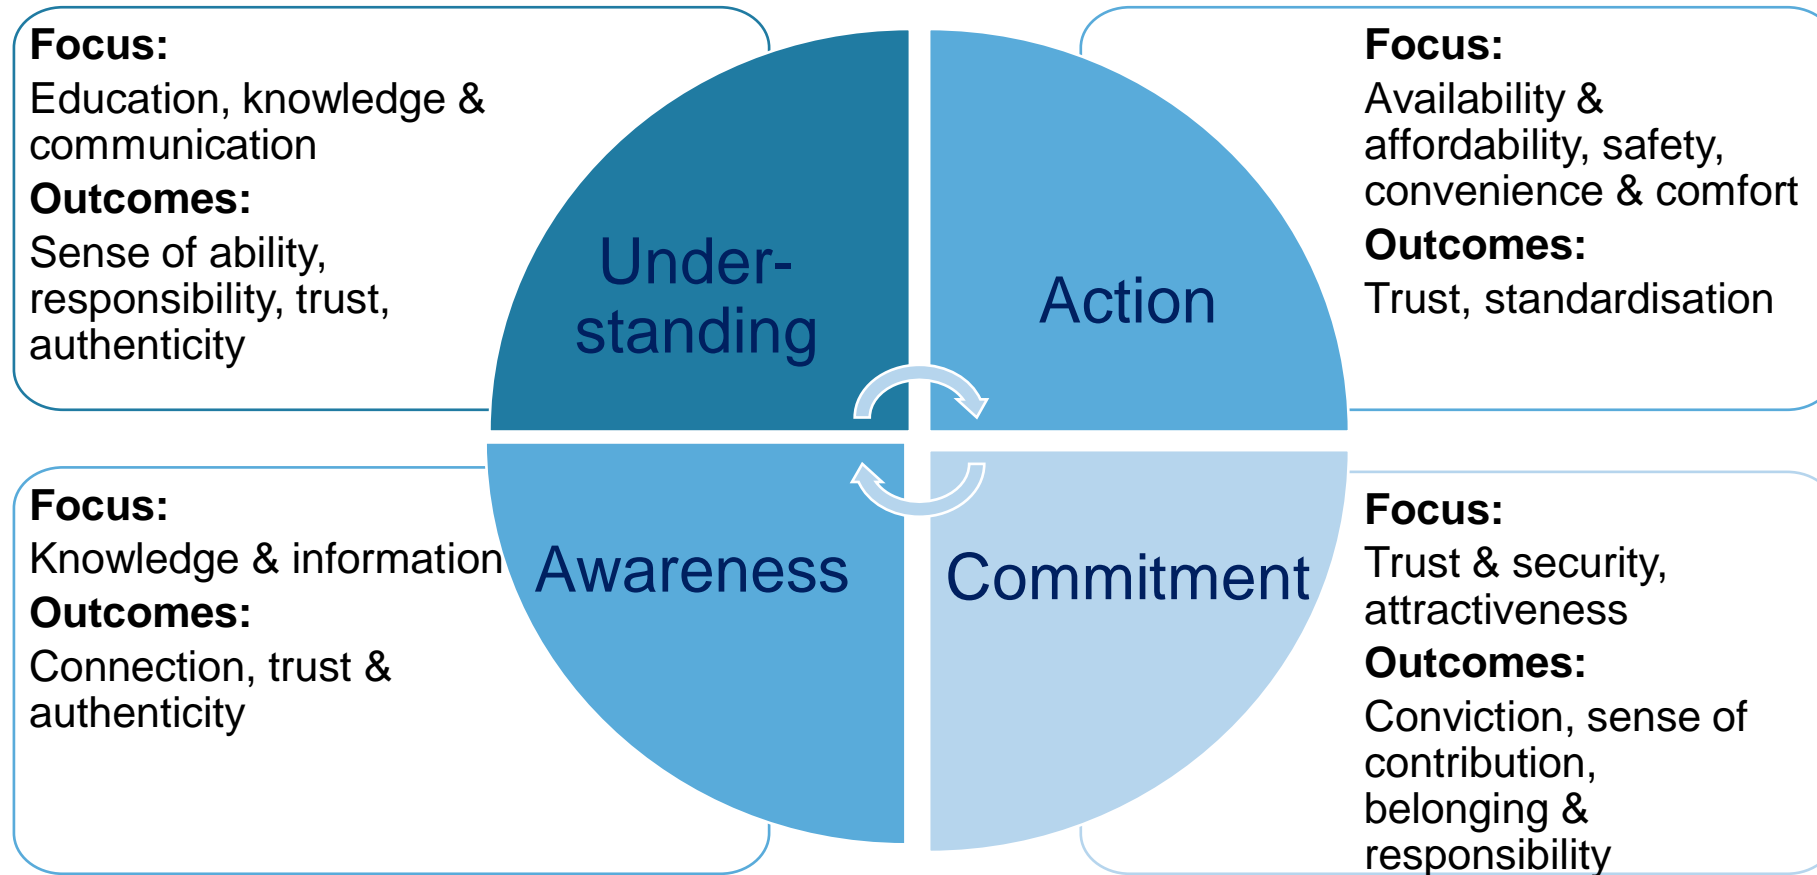 Focus:
Education, knowledge &
communication
Outcomes:
Sense of ability,
responsibility, trust,
authenticity
Under-
standing
Action
Focus:
Availability &
affordability, safety,
convenience & comfort
Outcomes:
Trust, standardisation
Focus:
Knowledge & information
Outcomes:
Connection, trust &
authenticity
Awareness
Commitment
Focus:
Trust & security,
attractiveness
Outcomes:
Conviction, sense of
contribution,
belonging &
responsibility